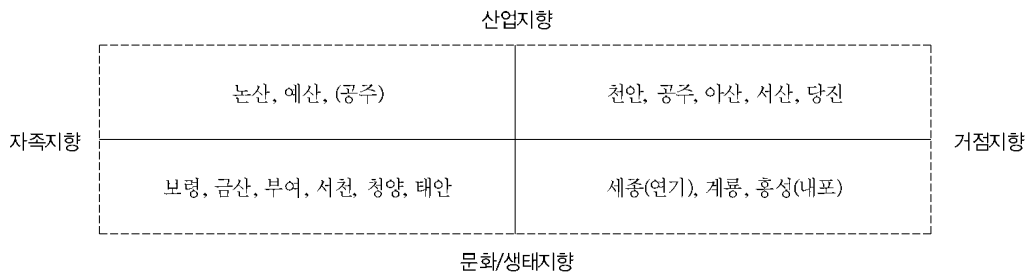 산업지향
논산, 예산, (공주)
천안, 공주, 아산, 서산, 당진
자족지향
거점지향
보령, 금산, 부여, 서천, 청양, 태안
세종(연기), 계룡, 홍성(내포)
문화/생태지향